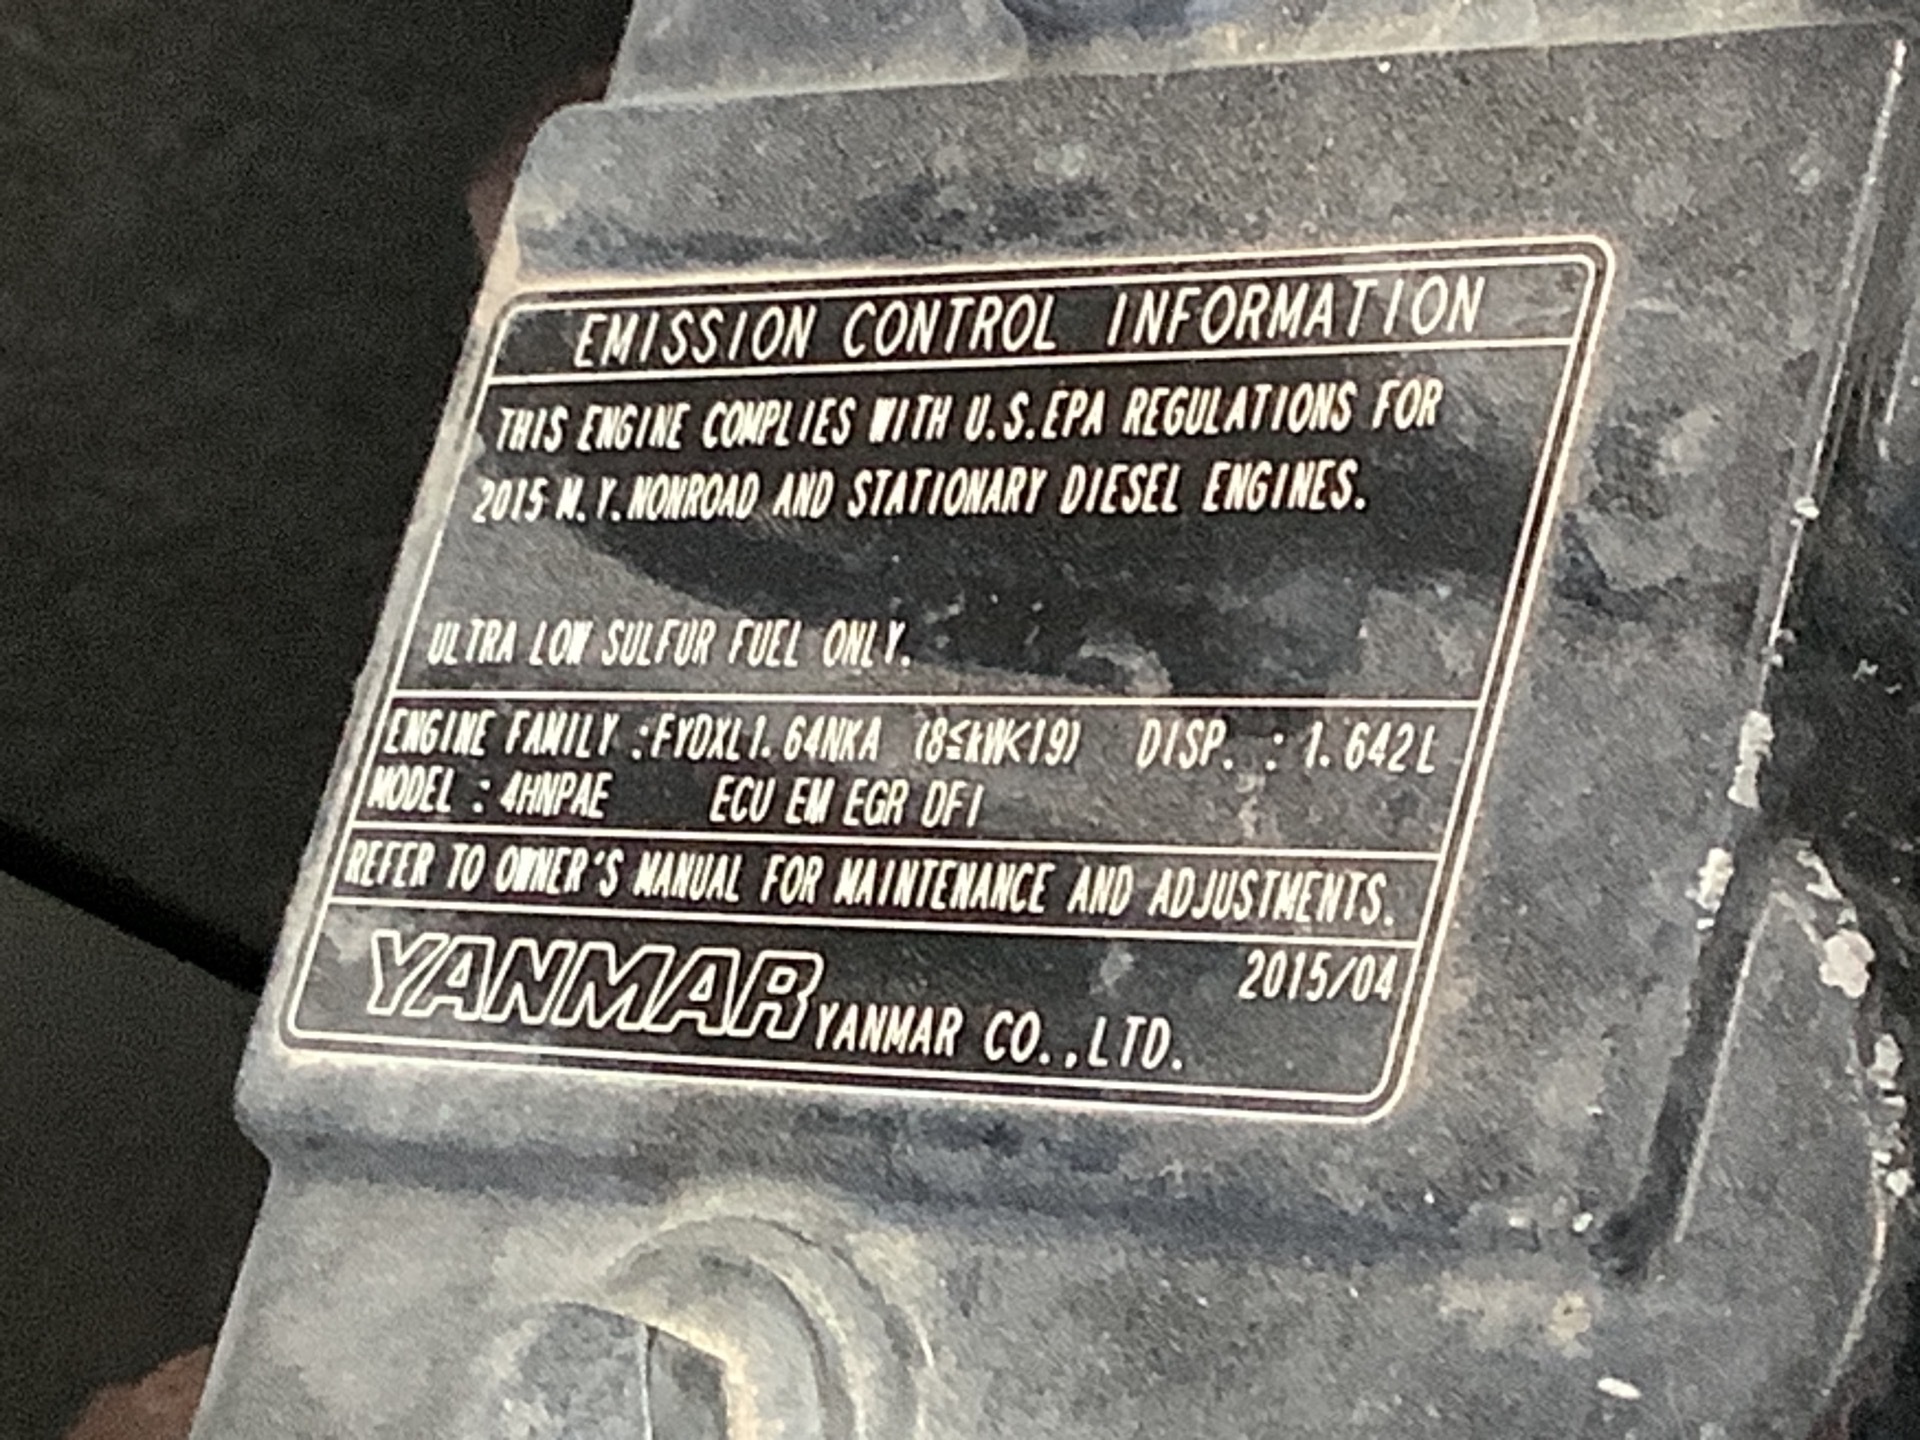 EMISSION CONTROL INFORMATION
THIS ENGINE COMPLIES WITH U.S.EPA REGULATIONS FOR
2015 M.Y.NONROAD AND STATIONARY DIESEL ENGINES.
ULTRA LOW SULFUR FUEL ONLY.
ENGINE FAMILY :FYDXL1.64NKA (8≦kW<19) DISP. : 1.642L
MODEL : 4HNPAE ECU EM EGR DFI
REFER TO OWNER'S MANUAL FOR MAINTENANCE AND ADJUSTMENTS.
2015/04
YANMAR YANMAR CO.,LTD.